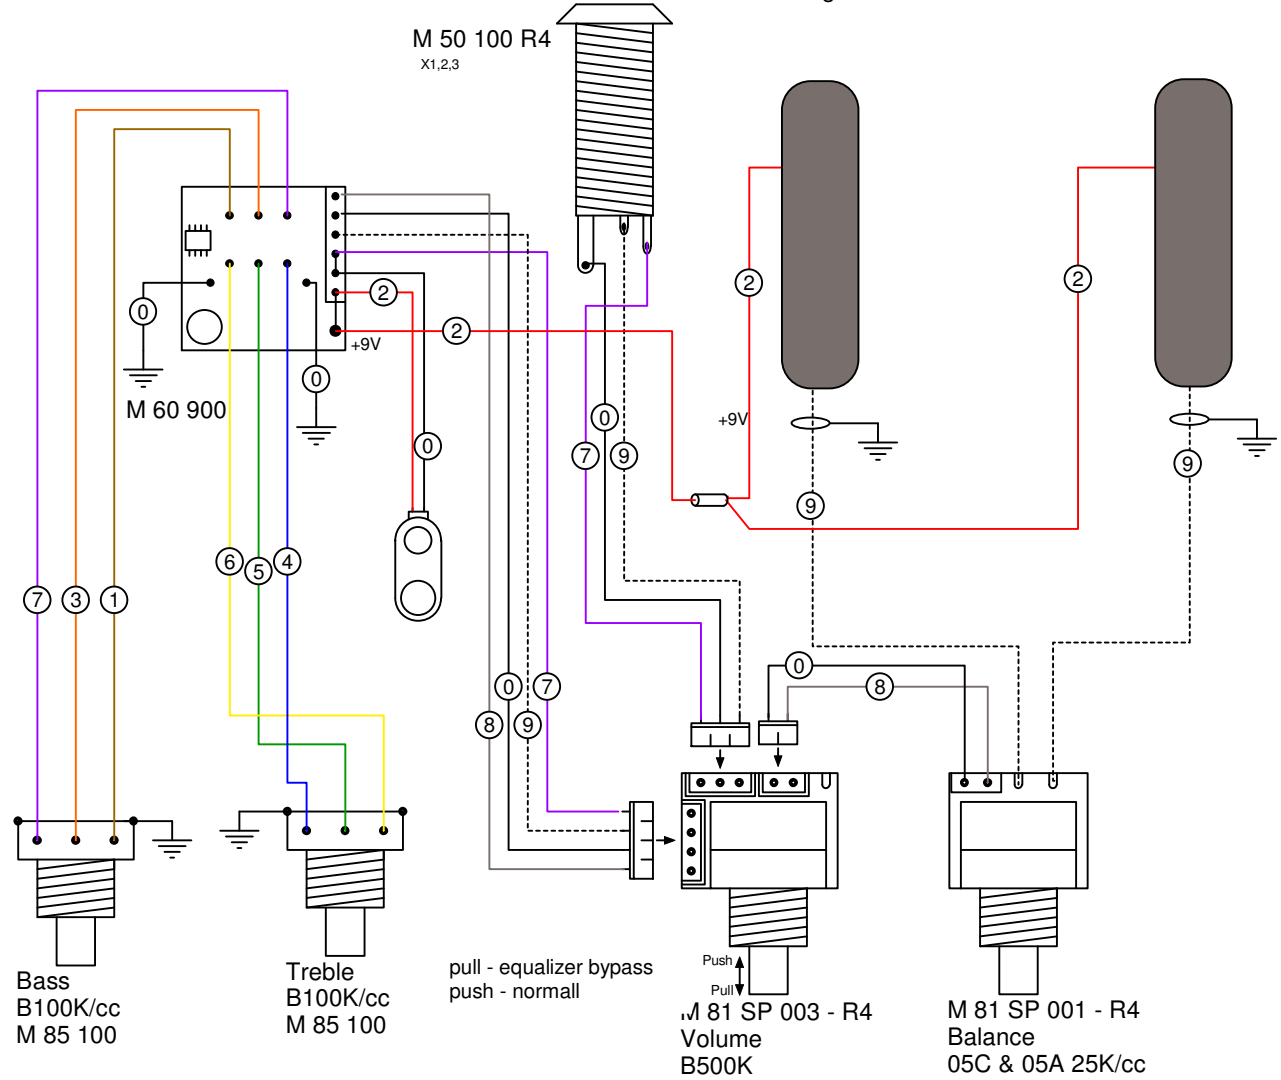 M 50 100 R4
X1,2,3
2
2
0
2
2
+9V
0
M 60 900
+9V
0
0
7
9
9
9
6
5
4
7
3
1
0
8
0
7
8
9
Push
Pull
pull - equalizer bypass
push - normall
Bass
B100K/cc
M 85 100
Treble
B100K/cc
M 85 100
M 81 SP 003 - R4
Volume
B500K
M 81 SP 001 - R4
Balance
05C & 05A 25K/cc